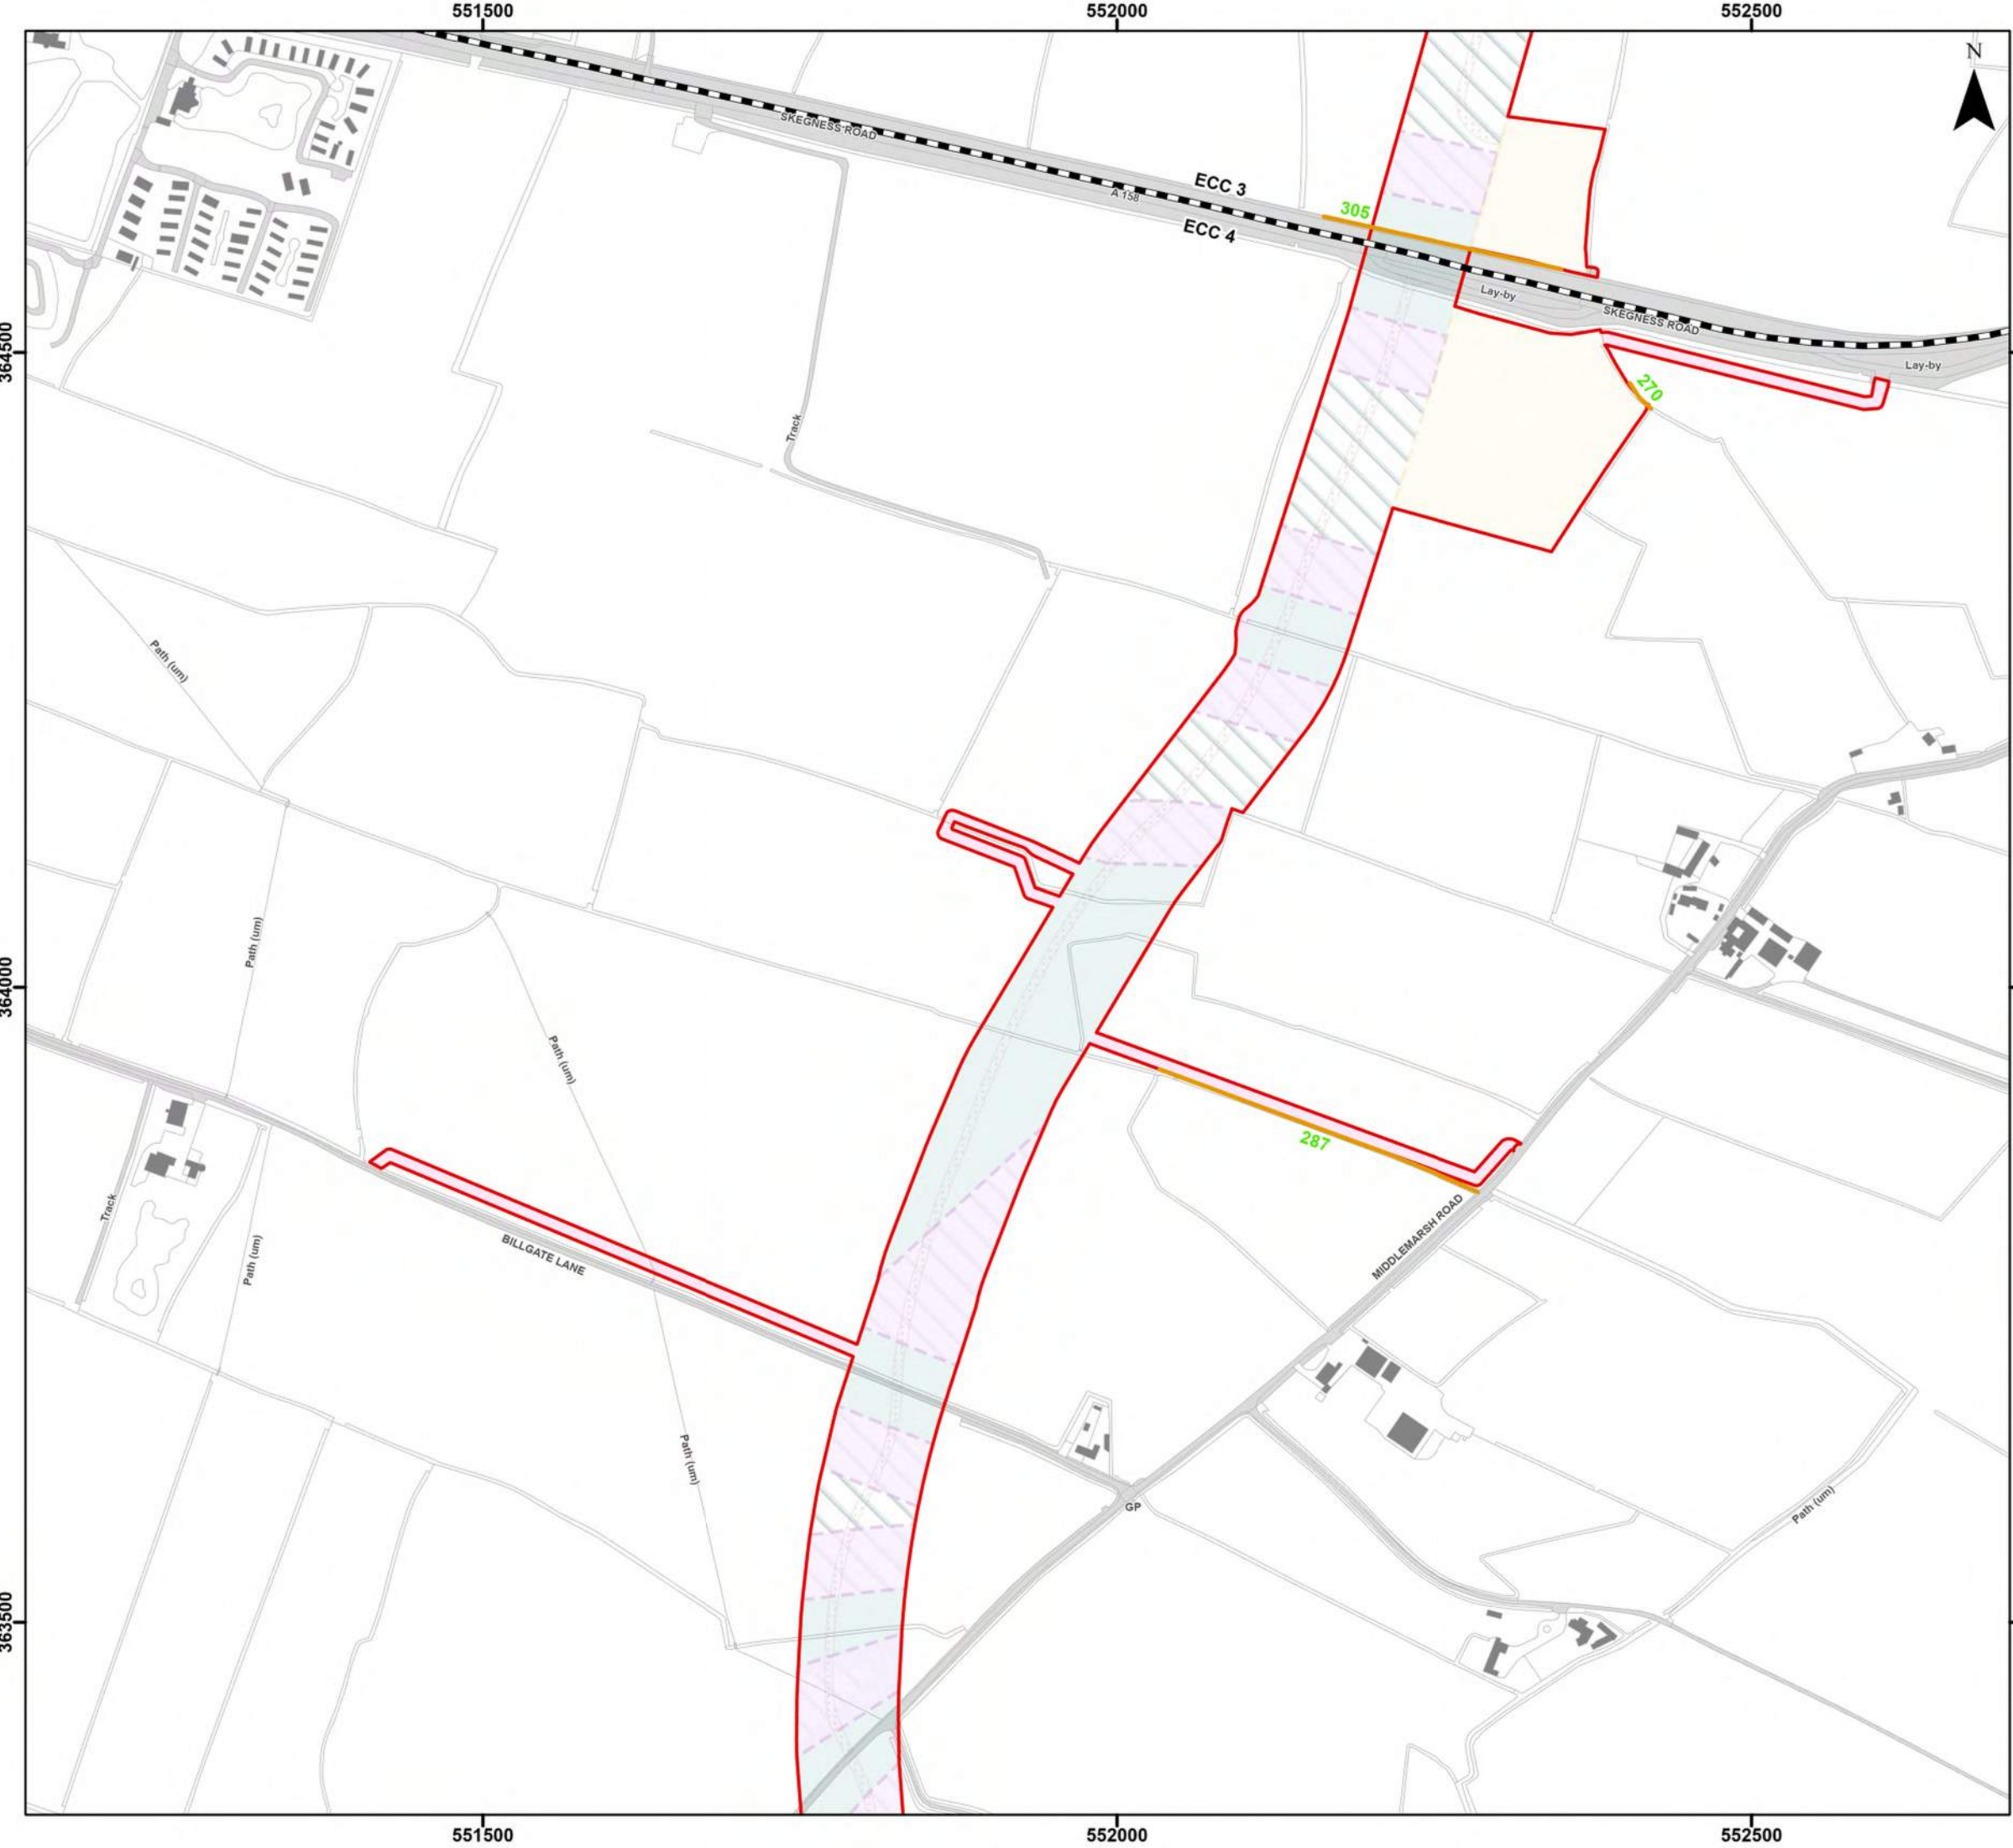 551500
552000
552500
N
SKEGNESS ROAD
ECC 3
A 158
305
ECC 4
Lay-by
SKEGNESS ROAD
364500
Lay-by
270
Track
Path (um)
Path (um)
364000
Path (um)
287
Track
MIDDLEMARSH ROAD
BILLGATE LANE
Path (um)
Path (um)
GP
Path (um)
363500
551500
552000
552500